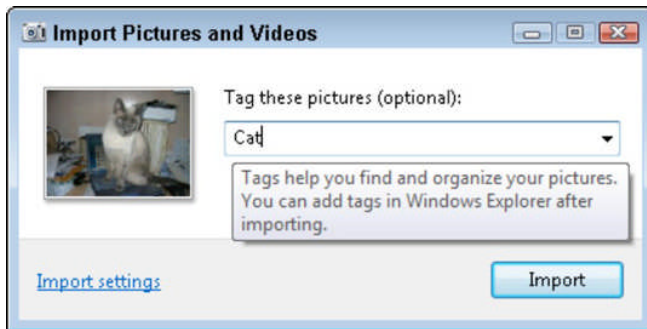 Import Pictures and Videos
Tag these pictures (optional):
Cat
Tags help you find and organize your pictures.
You can add tags in Windows Explorer after
importing.
Import settings
Import